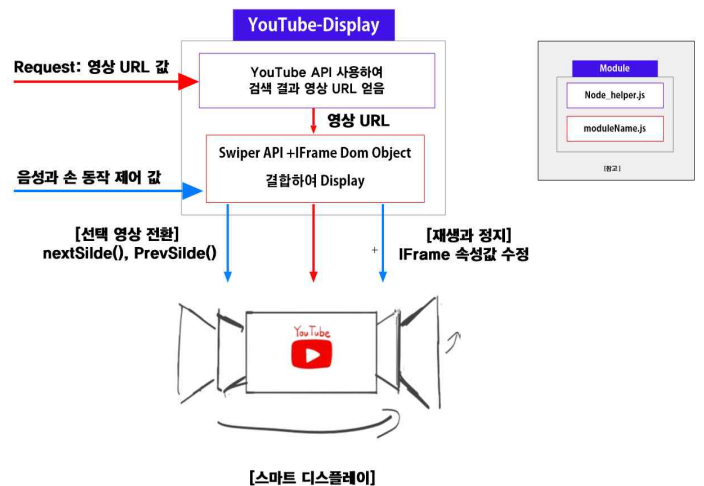 YouTube-Display
Request: 영상 URL 값
YouTube API 사용하여
검색 결과 영상 URL 얻음
영상 URL
Swiper API +IFrame Dom Object
결합하여 Display
음성과 손 동작 제어 값
[선택 영상 전환]
nextSilde(), PrevSilde()
[재생과 정지]
IFrame 속성값 수정
YouTube
[스마트 디스플레이]
Module
Node_helper.js
moduleName.js
[참고]